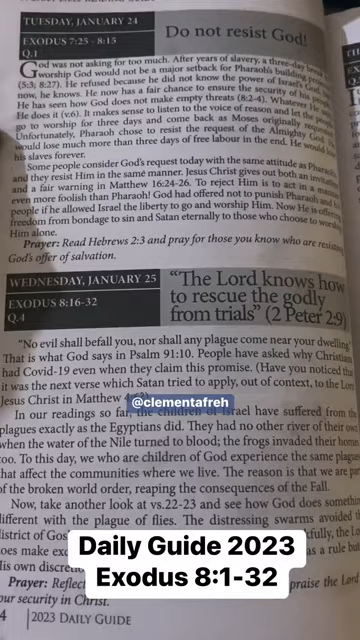 TUESDAY, JANUARY 24
EXODUS 7:25 - 8:15
Q.1
Do not resist God!
God was not asking for too much. After years of slavery, a three-day break
worship God would not be a major setback for Pharaoh's building
(5:3; 8:27). He refused because he did not know the power of Israel's God
now, he knows. He now has a fair chance to ensure the security of his
He has seen how God does not make empty threats (8:2-4). Whatever He
He does it (v.6). It makes sense to listen to the voice of reason and let the
go to worship for three days and come back as Moses originally
Unfortunately, Pharaoh chose to resist the request of the Almighty God. He
would lose much more than three days of free labour in the end. He would lose
his slaves forever.
Some people consider God's request today with the same attitude as Pharaoh,
and they resist Him in the same manner. Jesus Christ gives out both an
and a fair warning in Matthew 16:24-26. To reject Him is to act in a
even more foolish than Pharaoh! God had offered not to punish Pharaoh and his
people if he allowed Israel the liberty to go and worship Him. Now He is offering
freedom from bondage to sin and Satan eternally to those who choose to worship
Him alone.
Prayer: Read Hebrews 2:3 and pray for those you know who are resisting
God's offer of salvation.
WEDNESDAY, JANUARY 25
EXODUS 8:16-32
Q.4
"The Lord knows how
to rescue the godly
from trials" (2 Peter 2:9)
"No evil shall befall you, nor shall any plague come near your dwelling."
That is what God says in Psalm 91:10. People have asked why Christians
had Covid-19 even when they claim this promise. (Have you noticed that
it was the next verse which Satan tried to apply, out of context, to the Lord
Jesus Christ in Matthew
@clementafreh
In our readings so far, the children of Israel have suffered from the
plagues exactly as the Egyptians did. They had no other river of their own
when the water of the Nile turned to blood; the frogs invaded their homes
too. To this day, we who are children of God experience the same plagues
that affect the communities where we live. The reason is that we are part
of the broken world order, reaping the consequences of the Fall.
Now, take another look at vs.22-23 and see how God does something
different with the plague of flies. The distressing swarms avoided the
district of
does make
as a rule but
His own
Daily Guide 2023
Exodus 8:1-32
Prayer: Reflect
praise the Lord
our security in Christ.
4 | 2023 DAILY GUIDE